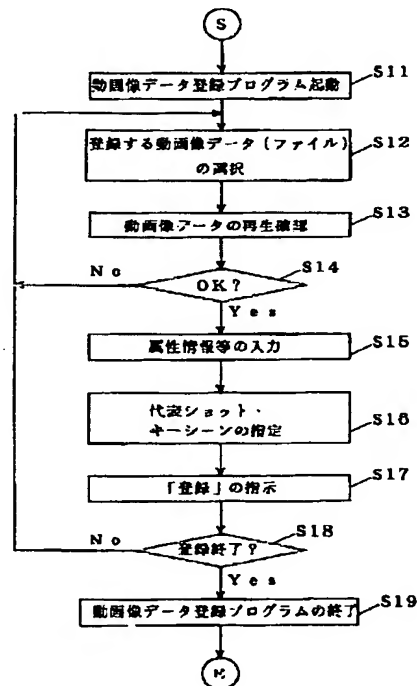 S
動画像データ登録プログラム起動
S11
登録する動画像データ(ファイル)
の選択
S12
動画像データの再生確認
S13
OK?
S14
No
Yes
属性情報等の入力
S15
代表ショット・
キーシーンの指定
S16
「登録」の指示
S17
登録終了?
S18
No
Yes
動画像データ登録プログラムの終了
S19
E